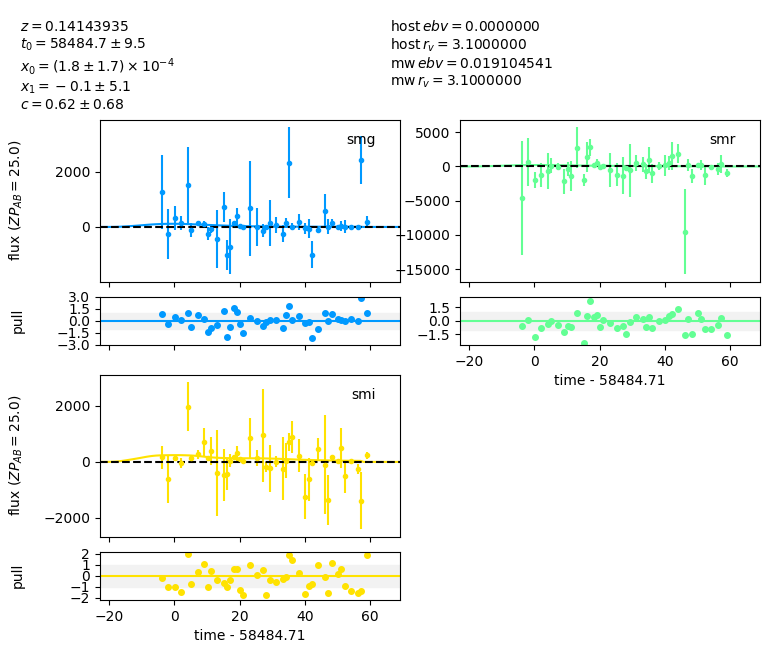 z = 0.14143935
t0 = 58484.7 ± 9.5
x0 = (1.8 ± 1.7) × 10^−4
x1 = −0.1 ± 5.1
c = 0.62 ± 0.68
host ebv = 0.0000000
host rv = 3.1000000
mw ebv = 0.019104541
mw rv = 3.1000000
smg
flux (ZPAB = 25.0)
2000
0
pull
3.0
1.5
0.0
−1.5
−3.0
smr
5000
0
−5000
−10000
−15000
1.5
0.0
−1.5
−20 0 20 40 60
time - 58484.71
smi
flux (ZPAB = 25.0)
2000
0
−2000
pull
2
1
0
−1
−2
−20 0 20 40 60
time - 58484.71